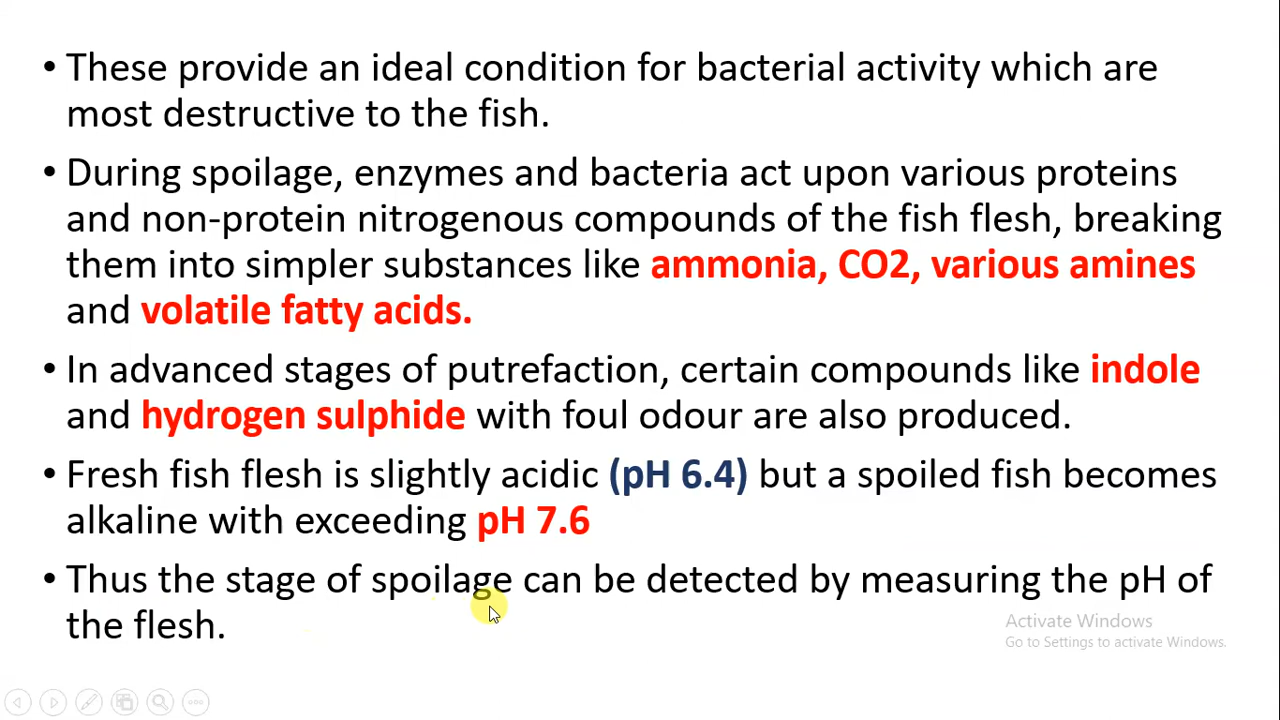 • These provide an ideal condition for bacterial activity which are
most destructive to the fish.
• During spoilage, enzymes and bacteria act upon various proteins
and non-protein nitrogenous compounds of the fish flesh, breaking
them into simpler substances like ammonia, CO2, various amines
and volatile fatty acids.
• In advanced stages of putrefaction, certain compounds like indole
and hydrogen sulphide with foul odour are also produced.
• Fresh fish flesh is slightly acidic (pH 6.4) but a spoiled fish becomes
alkaline with exceeding pH 7.6
• Thus the stage of spoilage can be detected by measuring the pH of
the flesh.
Activate Windows
Go to Settings to activate Windows.